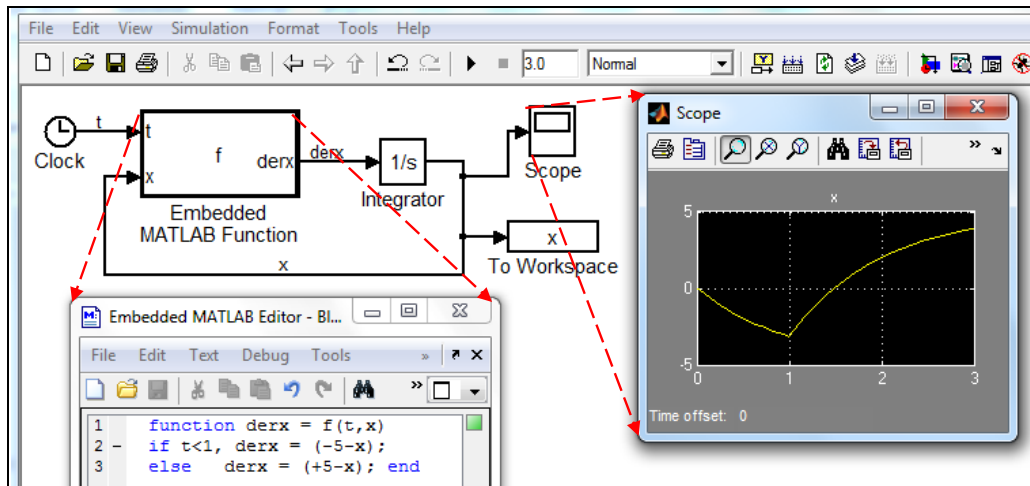 File Edit View Simulation Format Tools Help
3.0 Normal
t
Clock
t
x
f
derx
derx
1/s
Integrator
Embedded
MATLAB Function
x
Scope
x
To Workspace
Scope
»
x
5
0
-5
0 1 2 3
Time offset: 0
Embedded MATLAB Editor - Bl...
File Edit Text Debug Tools »
»
1 function derx = f(t,x)
2 - if t<1, derx = (-5-x);
3 else derx = (+5-x); end